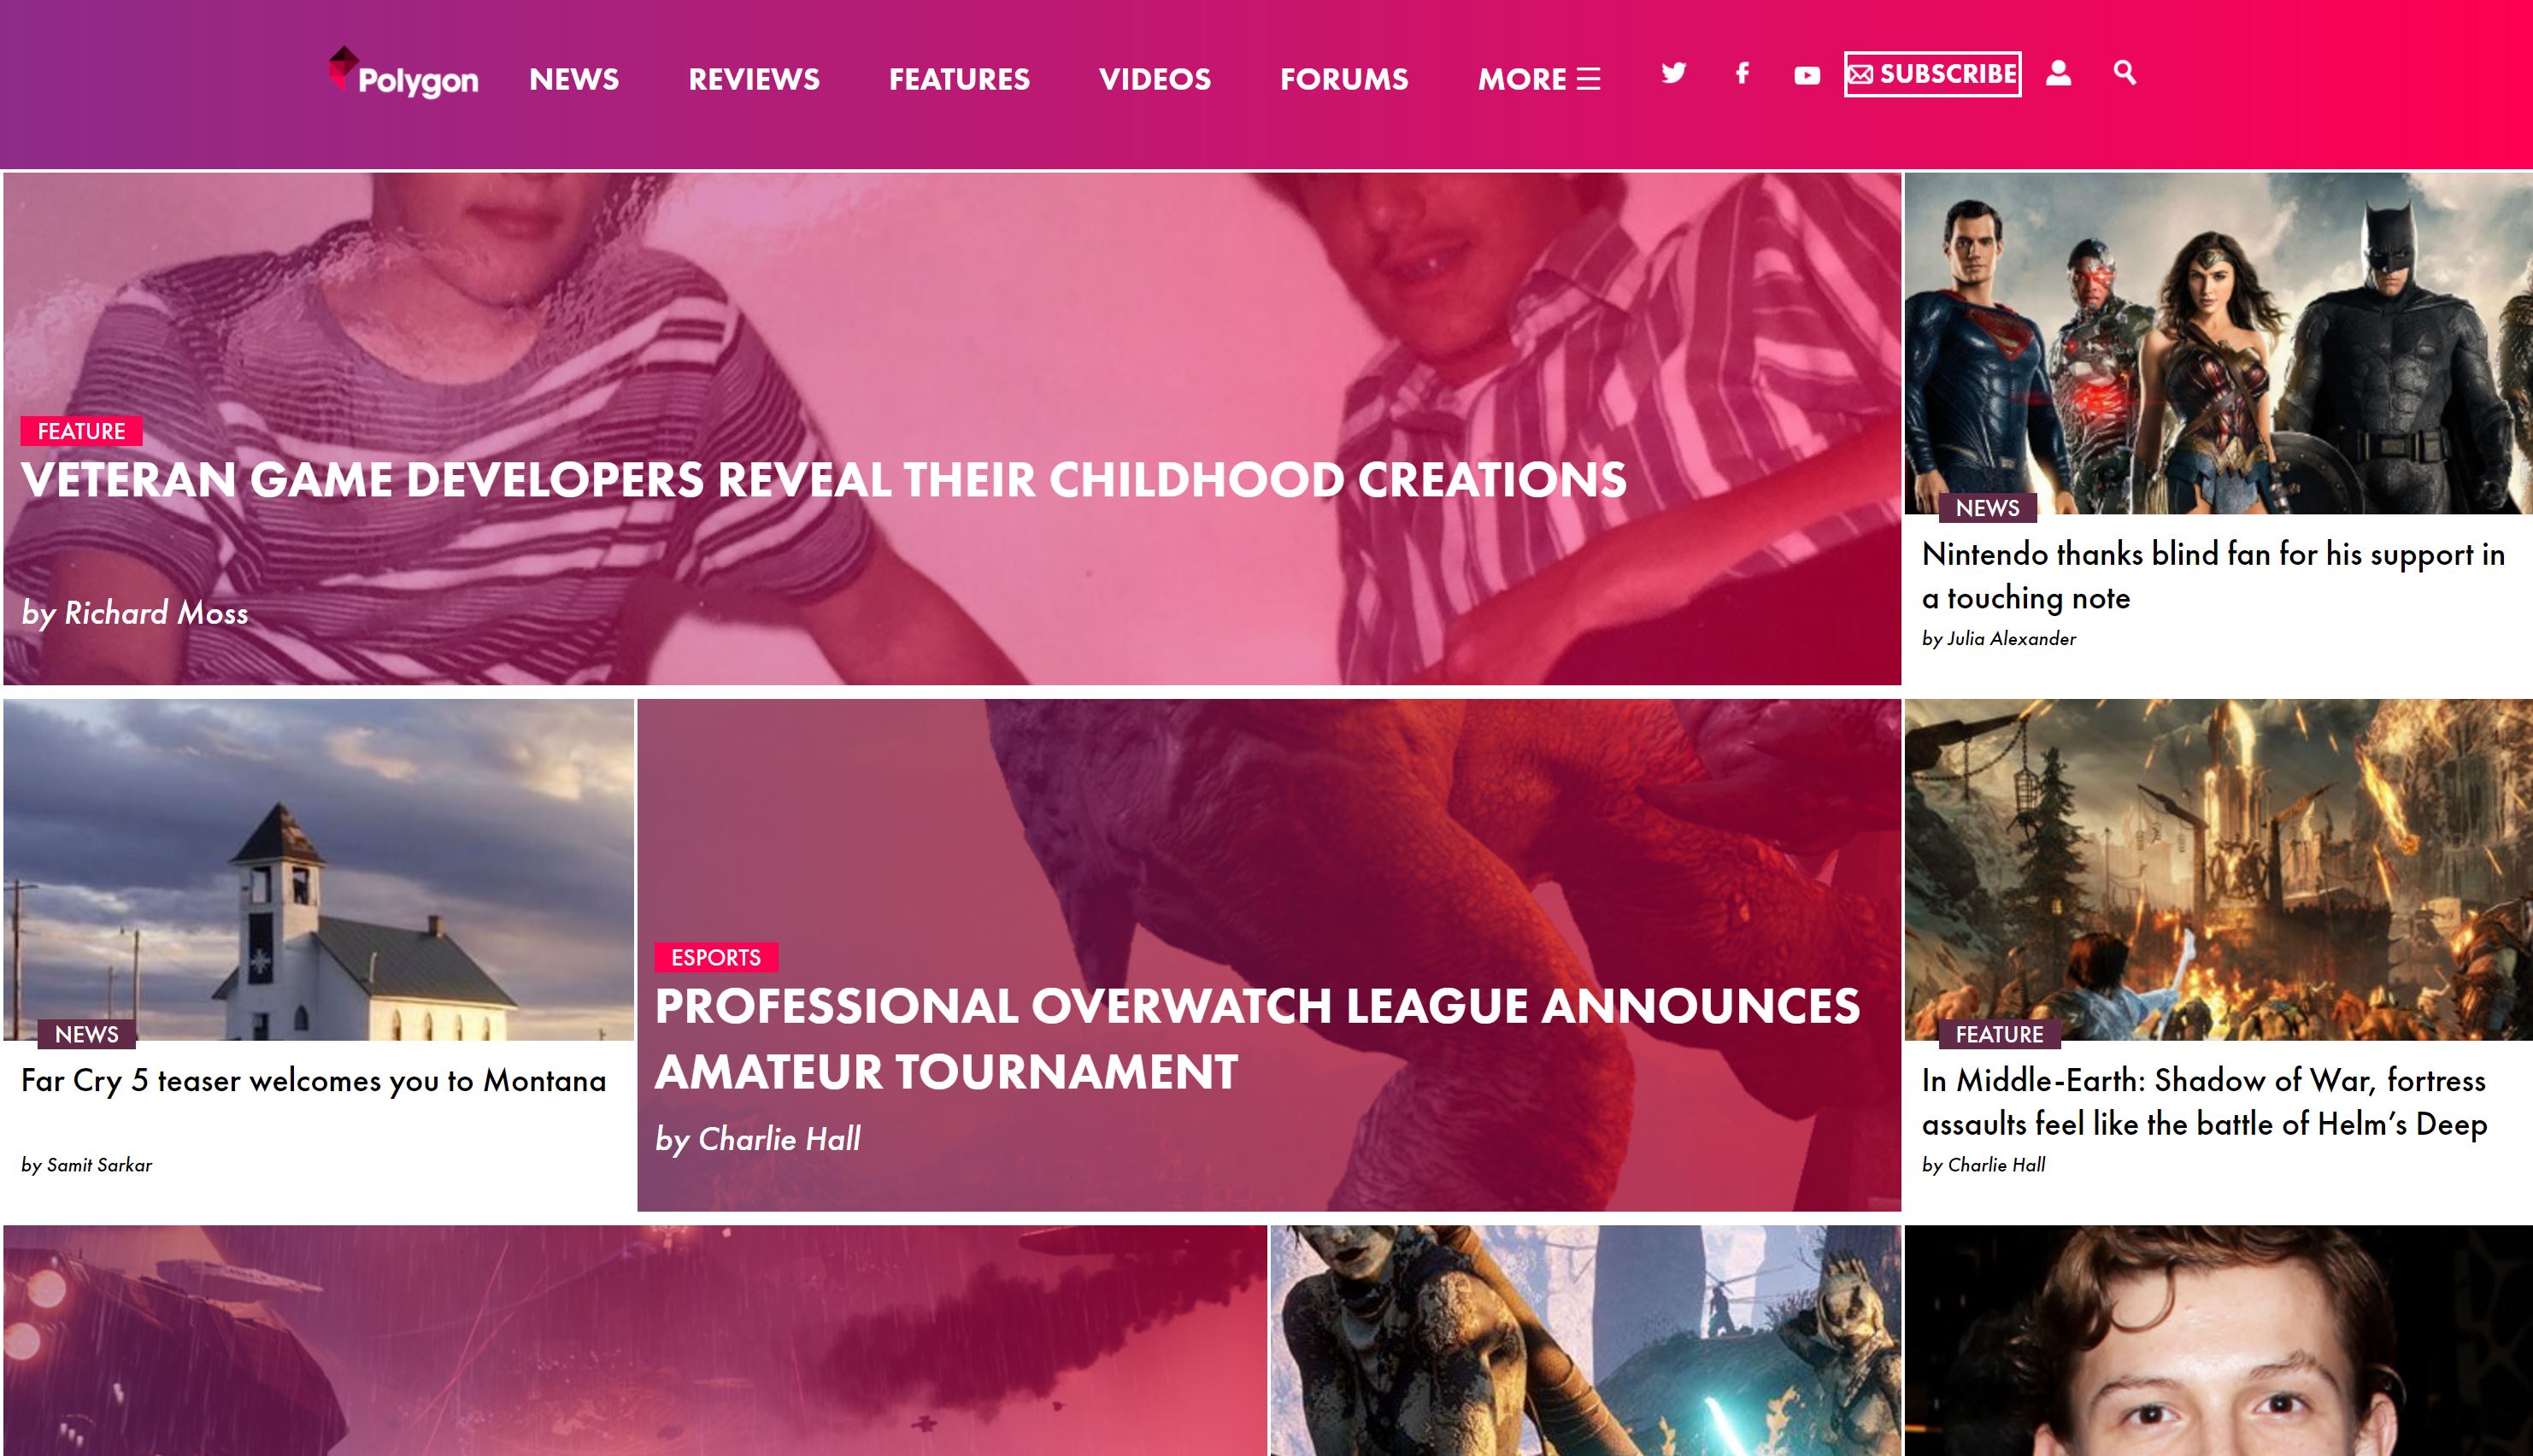 Polygon
NEWS
REVIEWS
FEATURES
VIDEOS
FORUMS
MORE
SUBSCRIBE
FEATURE
VETERAN GAME DEVELOPERS REVEAL THEIR CHILDHOOD CREATIONS
by Richard Moss
NEWS
Nintendo thanks blind fan for his support in
a touching note
by Julia Alexander
NEWS
Far Cry 5 teaser welcomes you to Montana
by Samit Sarkar
ESPORTS
PROFESSIONAL OVERWATCH LEAGUE ANNOUNCES
AMATEUR TOURNAMENT
by Charlie Hall
FEATURE
In Middle-Earth: Shadow of War, fortress
assaults feel like the battle of Helm’s Deep
by Charlie Hall